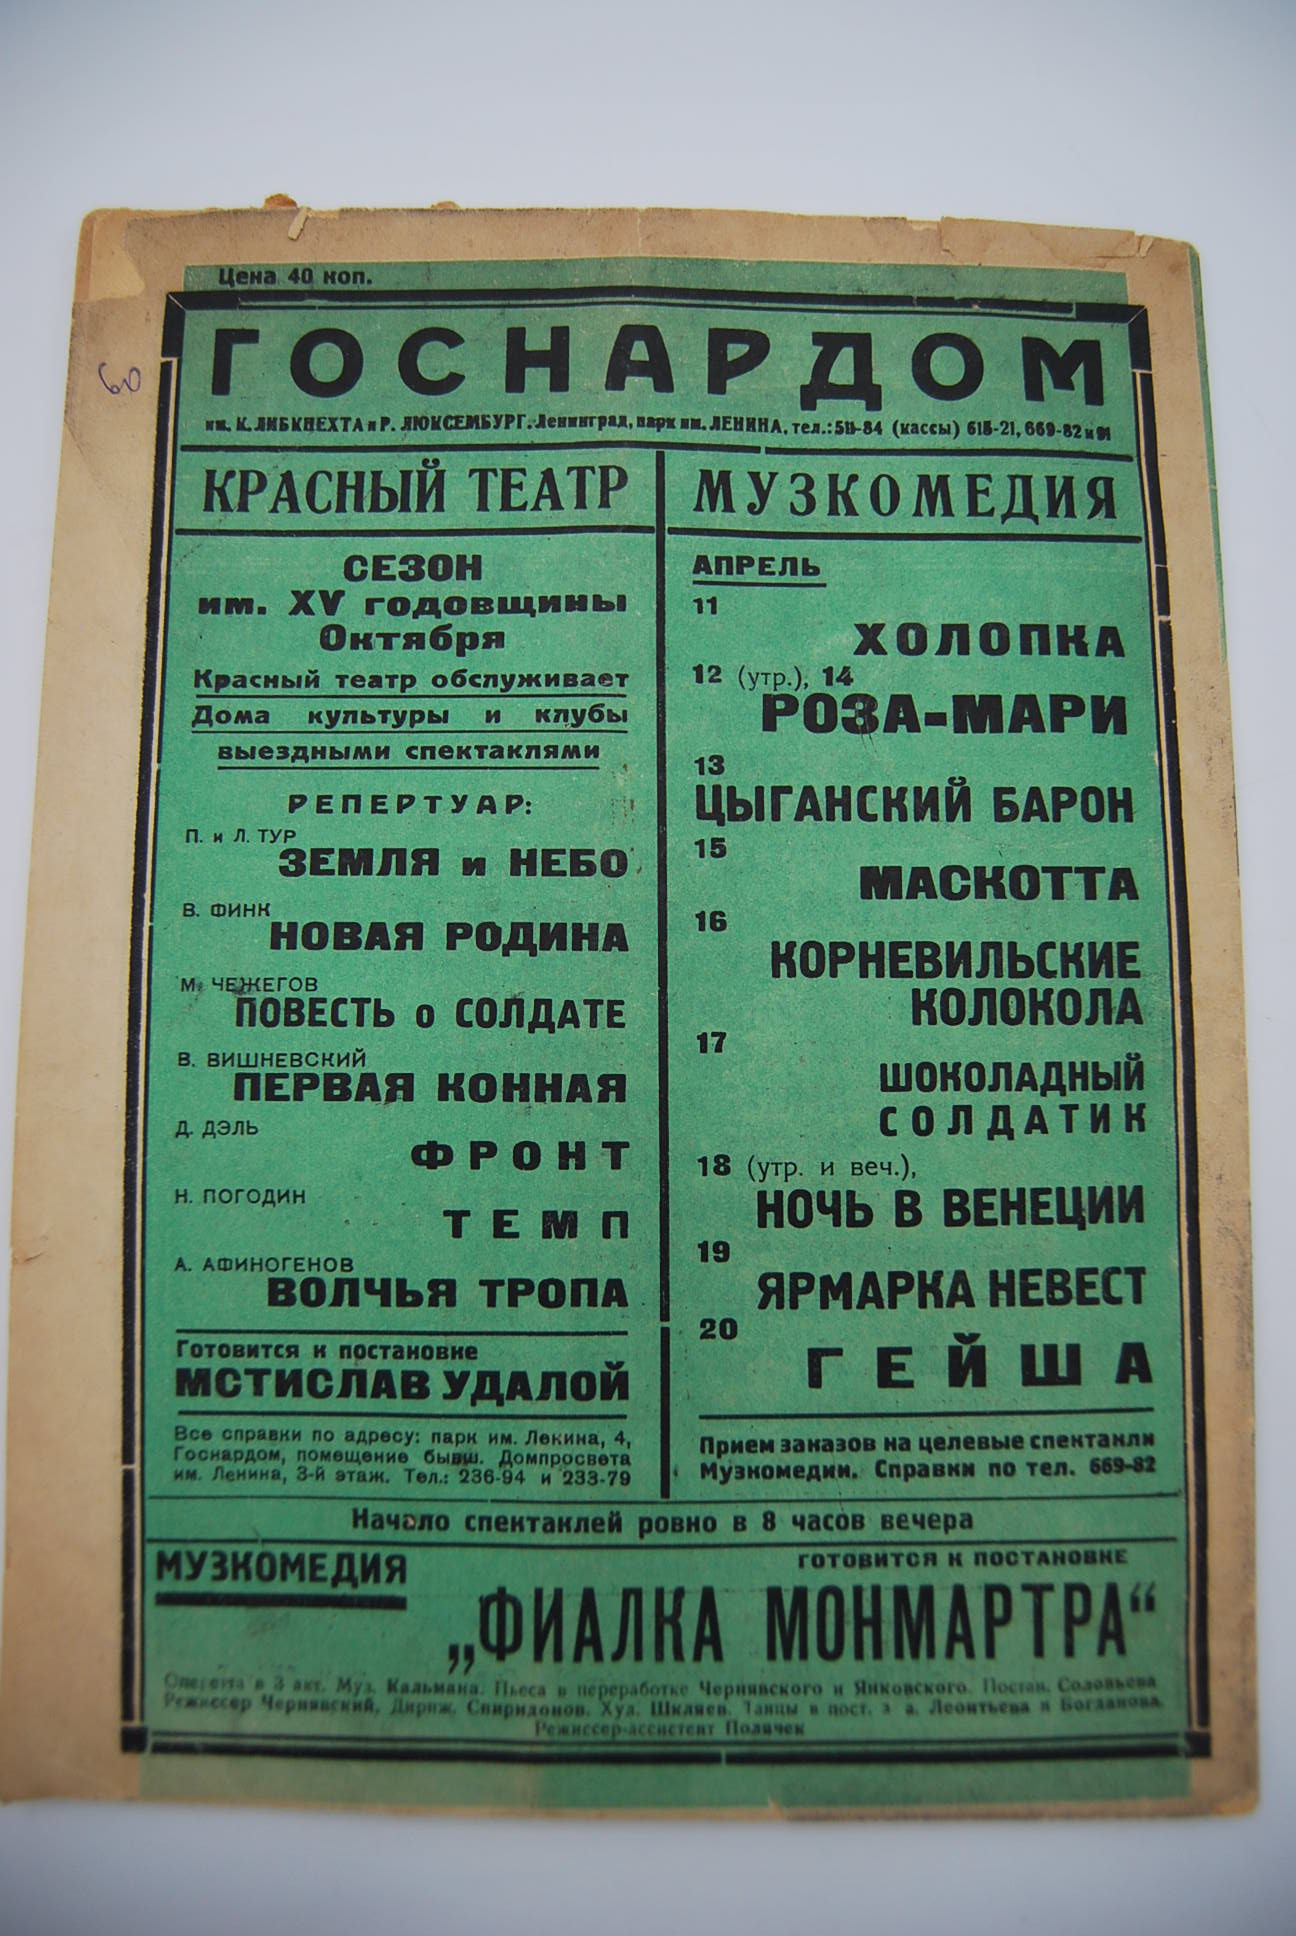 Цена 40 коп.
60
ГОСНАРДОМ
им. К. ЛИБКНЕХТА и Р. ЛЮКСЕМБУРГ. Ленинград, парк им. ЛЕНИНА, тел.: (кассы) 615-21, 669-82 и 91
КРАСНЫЙ ТЕАТР
СЕЗОН
им. XV годовщины
Октября
Красный театр обслуживает
Дома культуры и клубы
выездными спектаклями
РЕПЕРТУАР:
П. и Л. ТУР
ЗЕМЛЯ и НЕБО
В. ФИНК
НОВАЯ РОДИНА
М. ЧЕЖЕГОВ
ПОВЕСТЬ о СОЛДАТЕ
В. ВИШНЕВСКИЙ
ПЕРВАЯ КОННАЯ
Д. ДЭЛЬ
ФРОНТ
Н. ПОГОДИН
ТЕМП
А. АФИНОГЕНОВ
ВОЛЧЬЯ ТРОПА
Готовится к постановке
МСТИСЛАВ УДАЛОЙ
Все справки по адресу: парк им. Лекина, 4,
Госнардом, помещение бывш. Домпросвета
им. Ленина, 3-й этаж. Тел.: 236-94 и 233-79
МУЗКОМЕДИЯ
АПРЕЛЬ
11
ХОЛОПКА
12 (утр.), 14
РОЗА-МАРИ
13
ЦЫГАНСКИЙ БАРОН
15
МАСКОТТА
16
КОРНЕВИЛЬСКИЕ
КОЛОКОЛА
17
ШОКОЛАДНЫЙ
СОЛДАТИК
18 (утр. и веч.),
НОЧЬ В ВЕНЕЦИИ
19
ЯРМАРКА НЕВЕСТ
20
ГЕЙША
Прием заказов на целевые спектакли
Музкомедии. Справки по тел. 669-82
Начало спектаклей ровно в 8 часов вечера
МУЗКОМЕДИЯ
ГОТОВИТСЯ К ПОСТАНОВКЕ
„ФИАЛКА МОНМАРТРА“
Оперетта в 3 акт. Муз. Кальмана. Пьеса в переработке Чернявского и Янковского. Постан. Соловьева
Режиссер Чернявский, Дириж. Спиридонов. Худ. Шкляев. Танцы в пост. з. а. Леонтьева и Богданова
Режиссер-ассистент Полячек